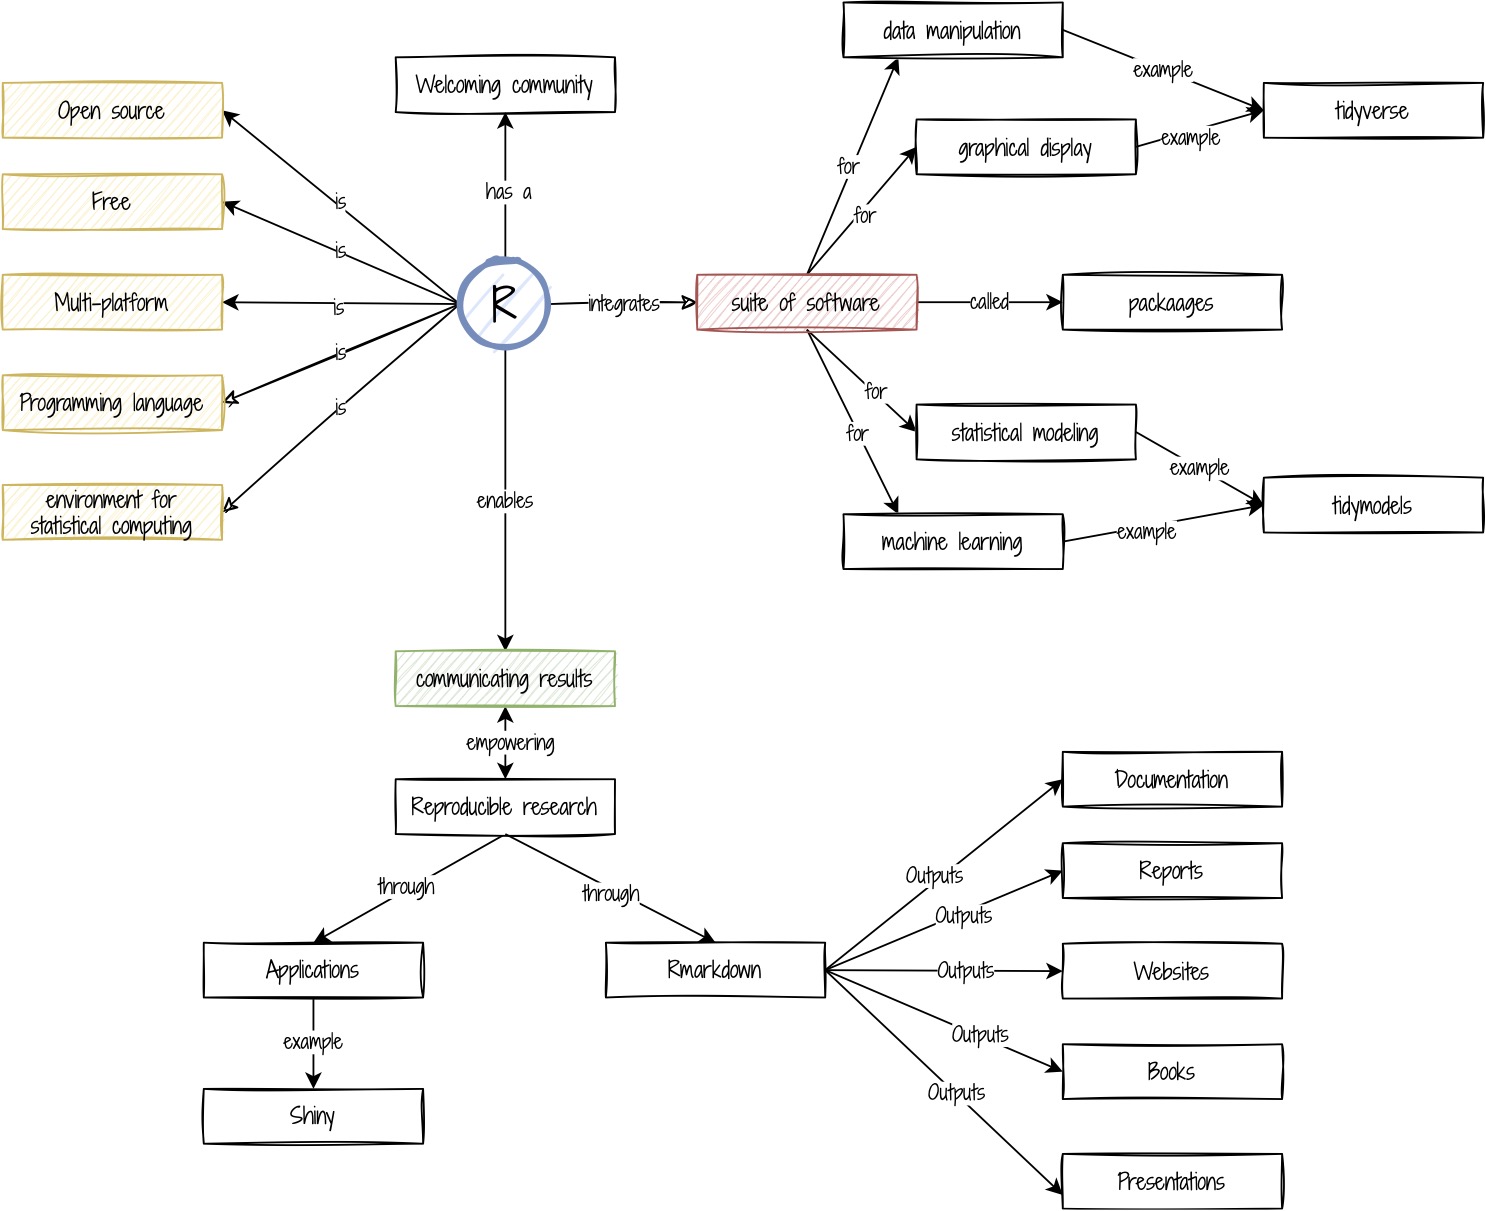 data manipulation
example
Welcoming community
Open source
tidyverse
graphical display
example
for
has a
is
Free
for
is
R
Multi-platform
is
integrates
suite of software
called
packaages
is
Programming language
is
for
statistical modeling
for
example
environment for
statistical computing
enables
tidymodels
machine learning
example
communicating results
empowering
Documentation
Reproducible research
Outputs
Reports
through
through
Outputs
Applications
Rmarkdown
Outputs
Websites
example
Outputs
Books
Outputs
Shiny
Presentations